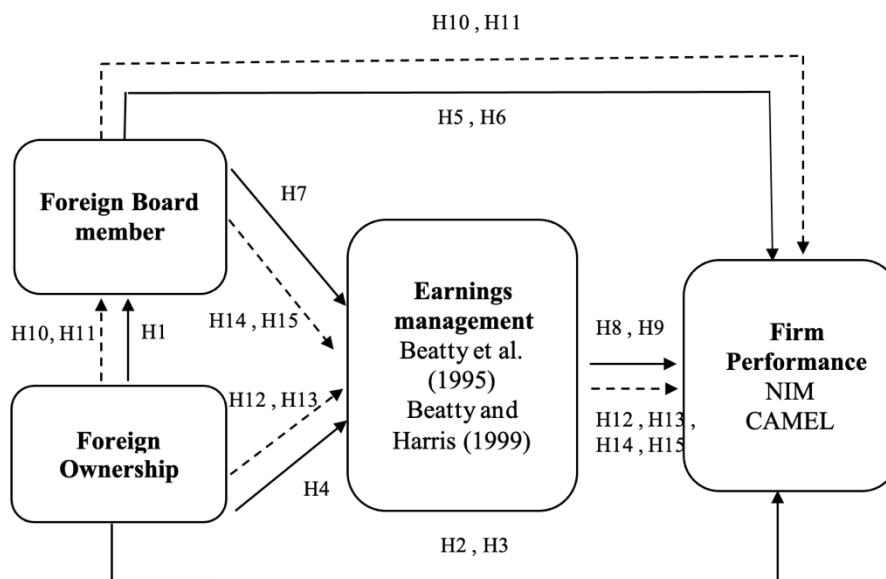 H10 , H11
H5 , H6
Foreign Board
member
H7
H14 , H15
H10, H11
H1
Earnings
management
Beatty et al.
(1995)
Beatty and
Harris (1999)
H8 , H9
H12 , H13 ,
H14 , H15
Firm
Performance
NIM
CAMEL
H12 , H13
Foreign
Ownership
H4
H2 , H3